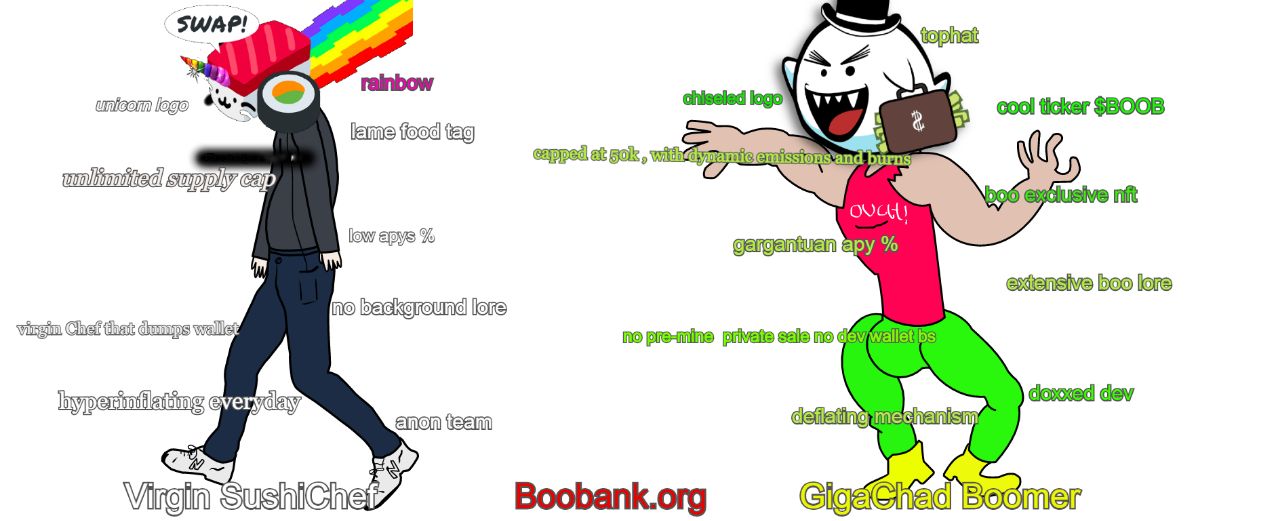 SWAP!
rainbow
unicorn logo
lame food tag
unlimited supply cap
low apys %
no background lore
virgin Chef that dumps wallet
hyperinflating everyday
anon team
Virgin SushiChef
Boobank.org
tophat
chiseled logo
cool ticker $BOOB
capped at 50k , with dynamic emissions and burns
boo exclusive nft
OUCH!
gargantuan apy %
extensive boo lore
no pre-mine private sale no dev wallet bs
doxxed dev
deflating mechanism
GigaChad Boomer